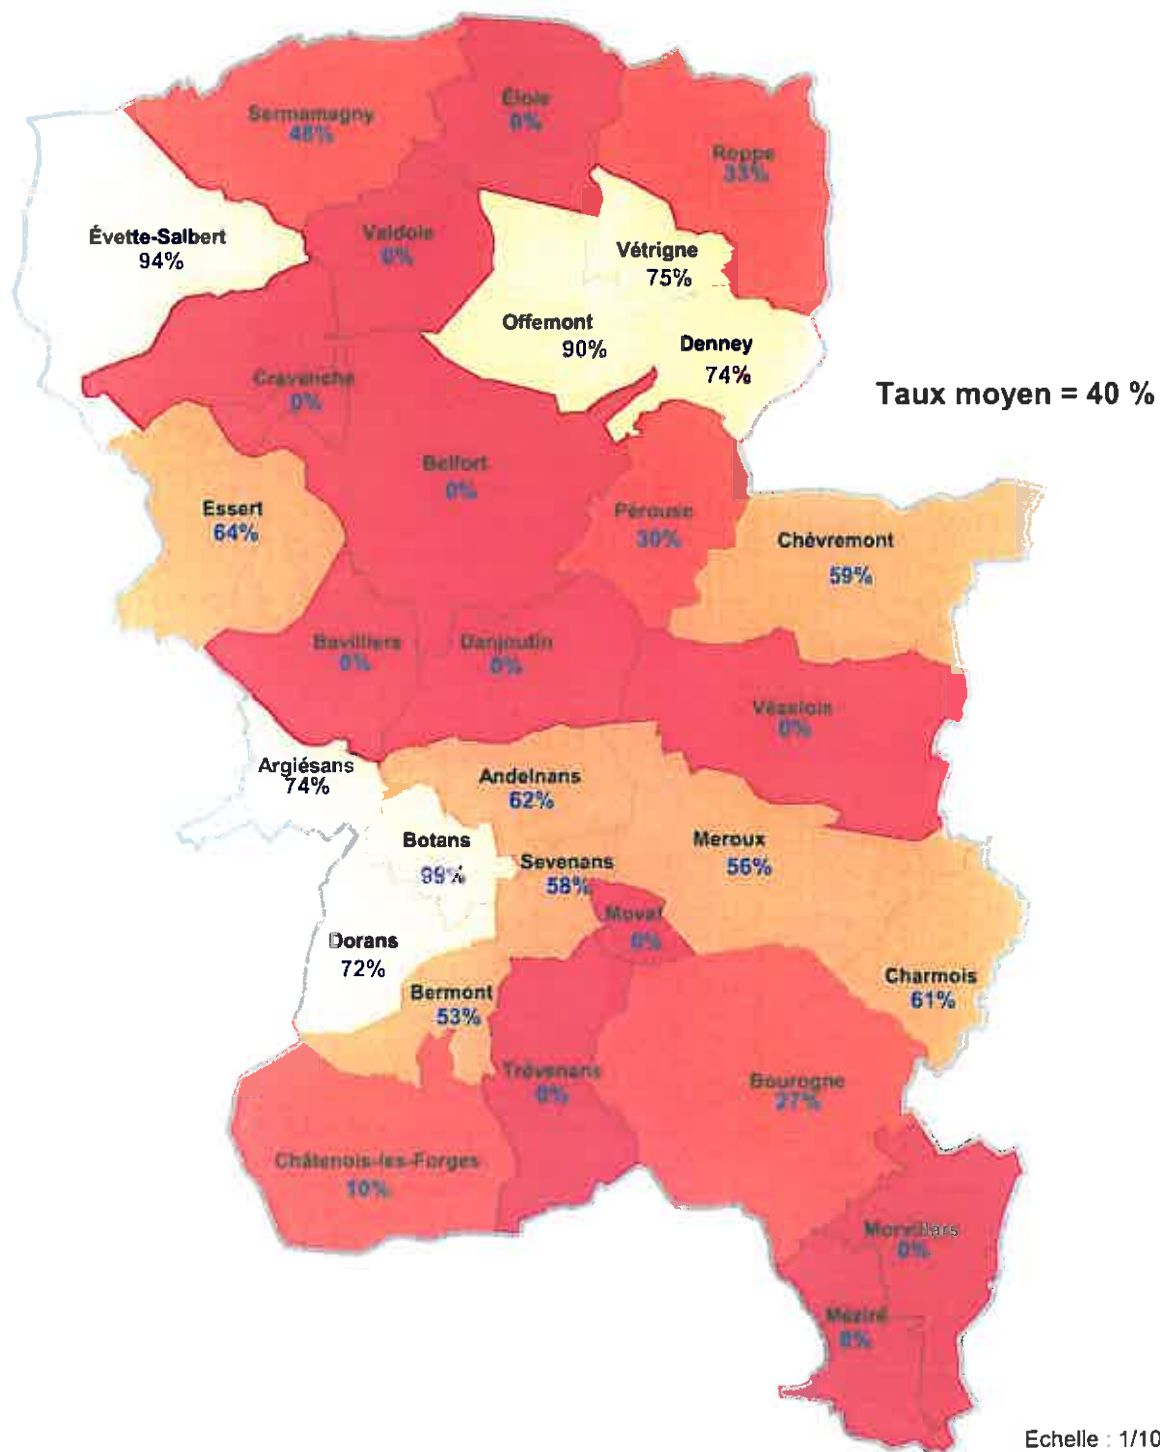 Éloie
0%
Sermamagny
48%
Roppe
33%
Évette-Salbert
94%
Valdoie
0%
Vétrigne
75%
Offemont
90%
Denney
74%
Cravanche
0%
Taux moyen = 40 %
Belfort
0%
Essert
64%
Pérouse
30%
Chèvremont
59%
Bavilliers
0%
Danjoutin
0%
Vézelois
0%
Argiésans
74%
Andelnans
62%
Botans
99%
Sevenans
58%
Meroux
56%
Moval
0%
Dorans
72%
Bermont
53%
Charmois
61%
Trévenans
0%
Bourogne
27%
Châtenois-les-Forges
10%
Morvillars
0%
Méziré
0%
Echelle : 1/10